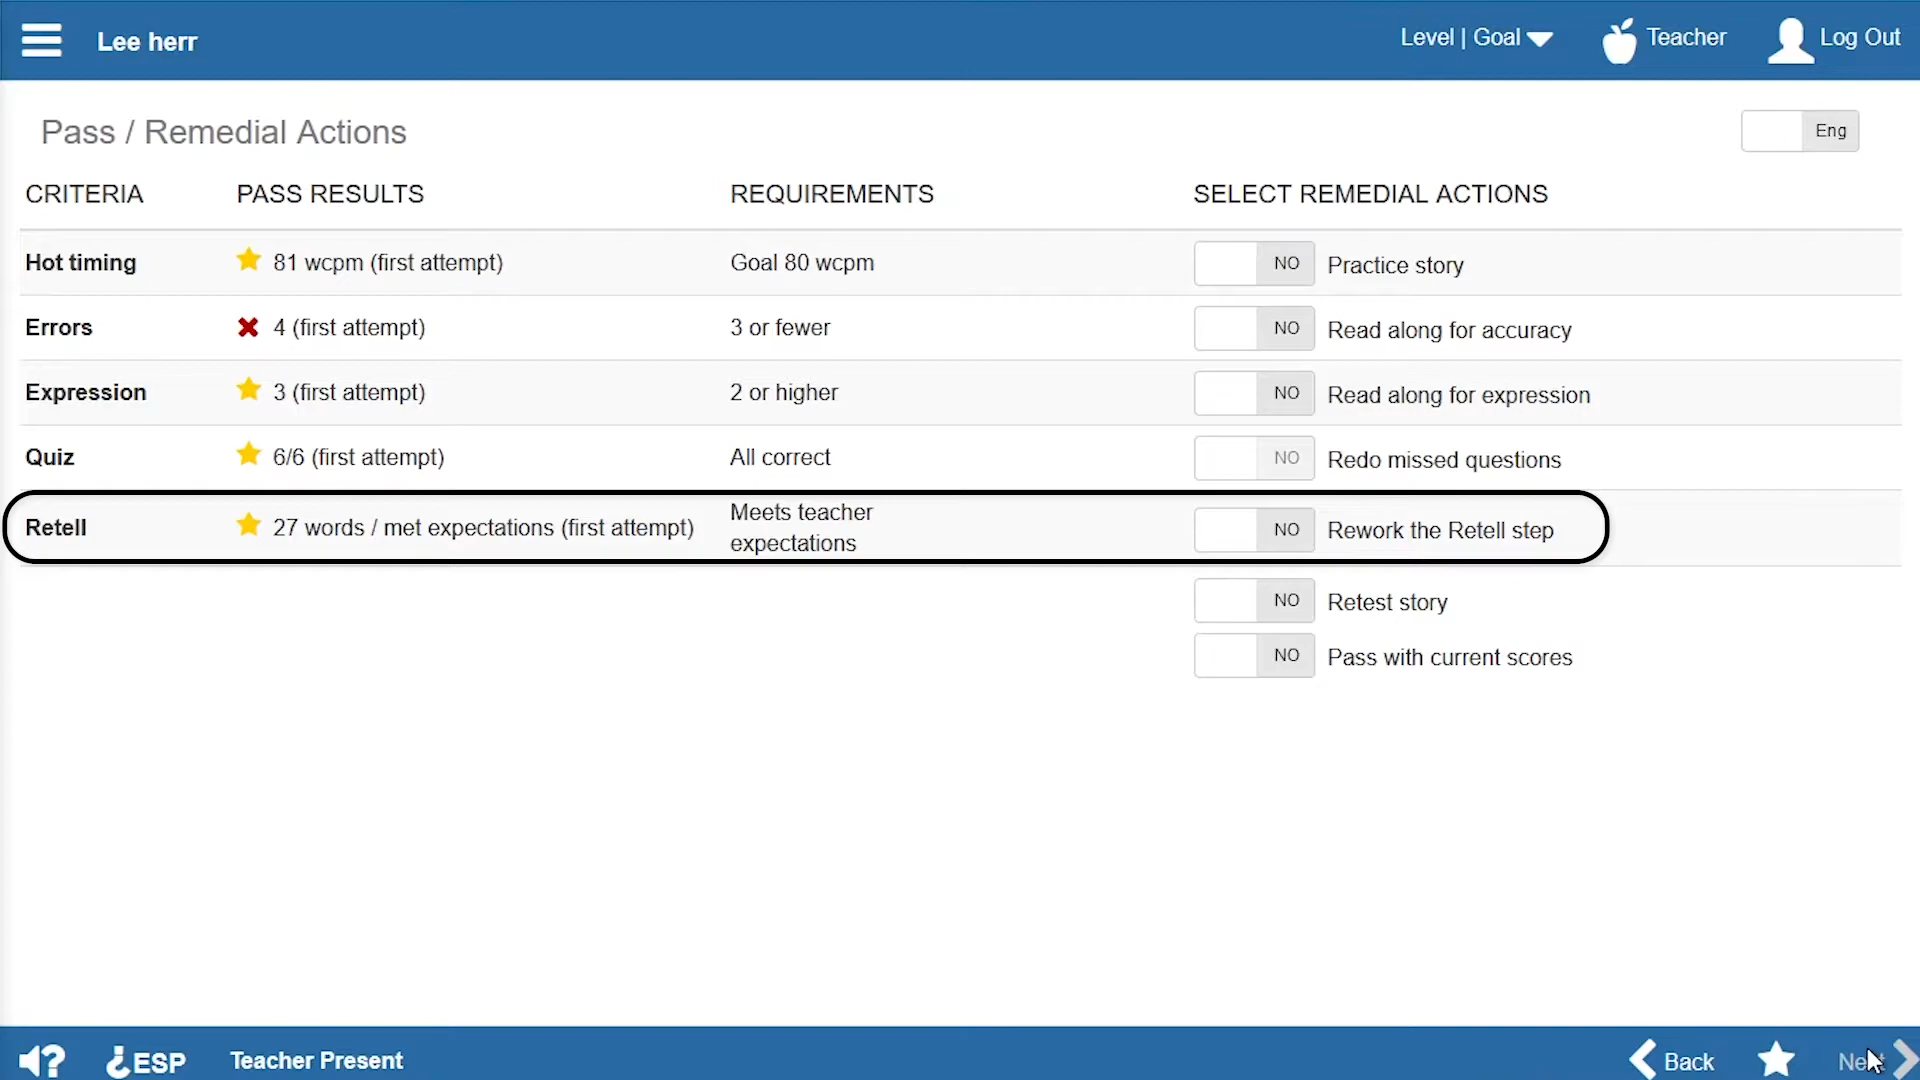 Lee herr
Level | Goal
Teacher
Log Out
Pass / Remedial Actions
Eng
CRITERIA PASS RESULTS REQUIREMENTS SELECT REMEDIAL ACTIONS
Hot timing 81 wcpm (first attempt) Goal 80 wcpm NO Practice story
Errors 4 (first attempt) 3 or fewer NO Read along for accuracy
Expression 3 (first attempt) 2 or higher NO Read along for expression
Quiz 6/6 (first attempt) All correct NO Redo missed questions
Retell 27 words / met expectations (first attempt) Meets teacher expectations NO Rework the Retell step
NO Retest story
NO Pass with current scores
? ¿ESP Teacher Present Back